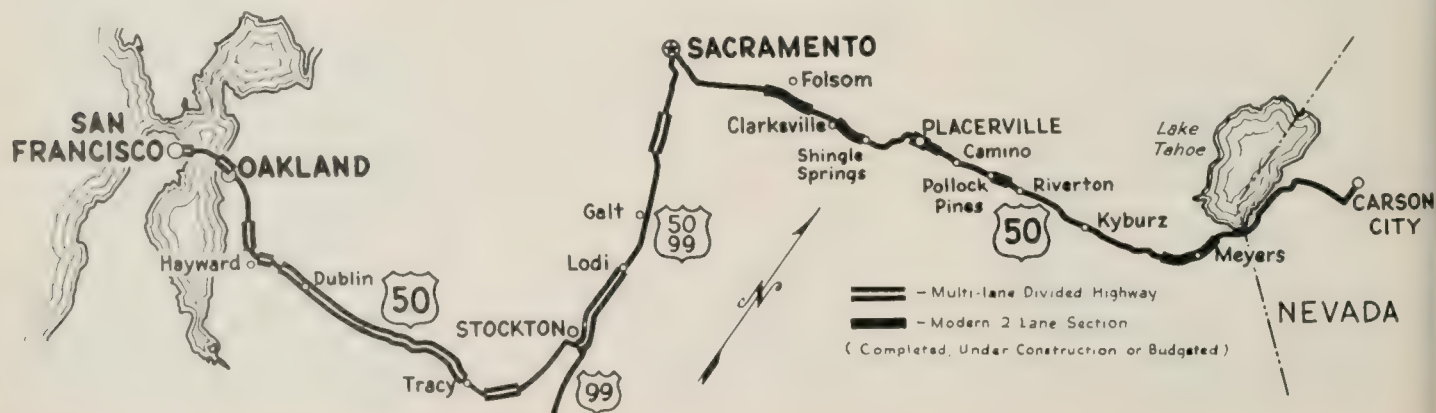 SACRAMENTO
Folsom
SAN
FRANCISCO
OAKLAND
Clarksville
PLACERVILLE
Camino
Shingle
Springs
Pollock
Pines
Riverton
Lake
Tahoe
CARSON
CITY
Galt
50
99
50
Kyburz
Meyers
Hayward
Dublin
Lodi
50
STOCKTON
N
Tracy
99
– Multi-lane Divided Highway
– Modern 2 Lane Section
( Completed, Under Construction or Budgeted )
NEVADA